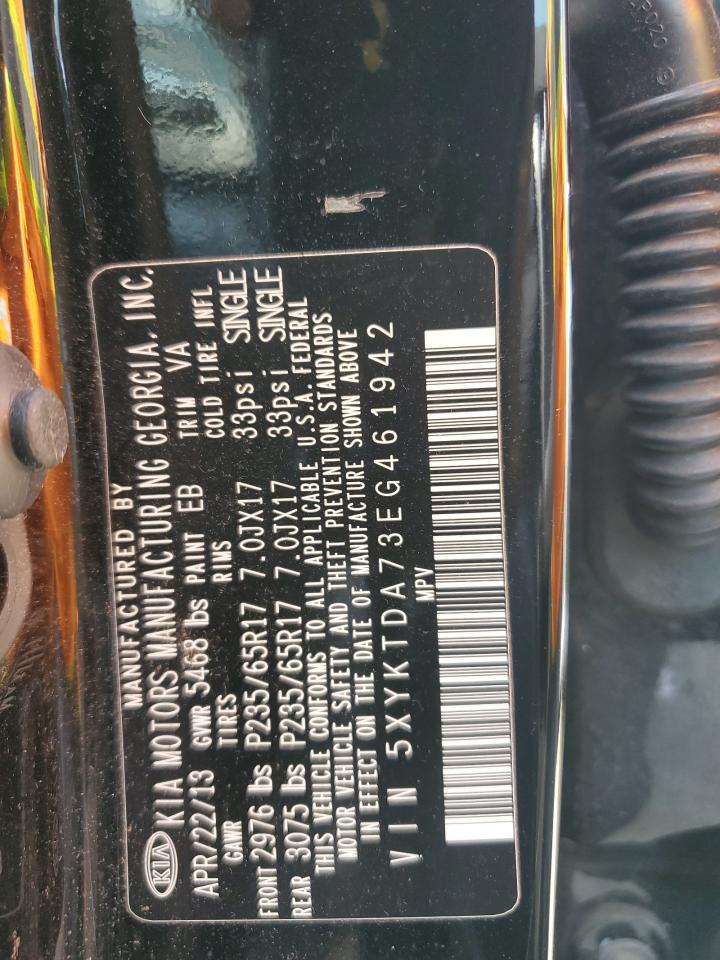 MANUFACTURED BY
KIA KIA MOTORS MANUFACTURING GEORGIA, INC.
APR/22/13 GVWR 5468 lbs PAINT EB TRIM VA
GAWR TIRES RIMS COLD TIRE INFL
FRONT 2976 lbs P235/65R17 7.0JX17 33psi SINGLE
REAR 3075 lbs P235/65R17 7.0JX17 33psi SINGLE
THIS VEHICLE CONFORMS TO ALL APPLICABLE U.S.A. FEDERAL
MOTOR VEHICLE SAFETY AND THEFT PREVENTION STANDARDS
IN EFFECT ON THE DATE OF MANUFACTURE SHOWN ABOVE
VIN 5XYKTDA73EG461942
MPV